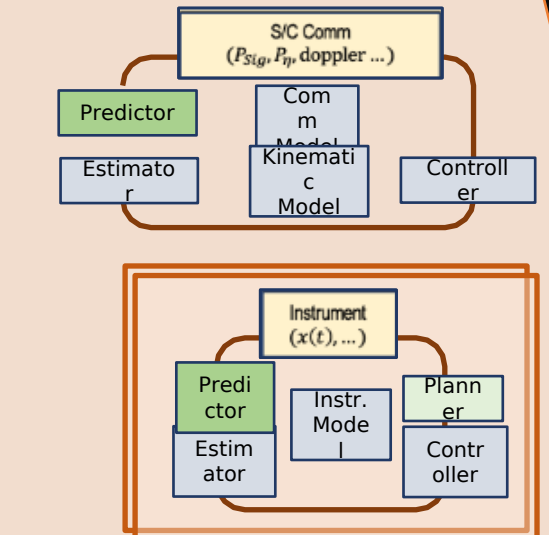 S/C Comm
(P_Sig, P_η, doppler ...)
Predictor
Com
m
Model
Kinemati
c
Model
Estimato
r
Controll
er
Instrument
(x(t), ...)
Predi
ctor
Estim
ator
Instr.
Mode
l
Plann
er
Contr
oller